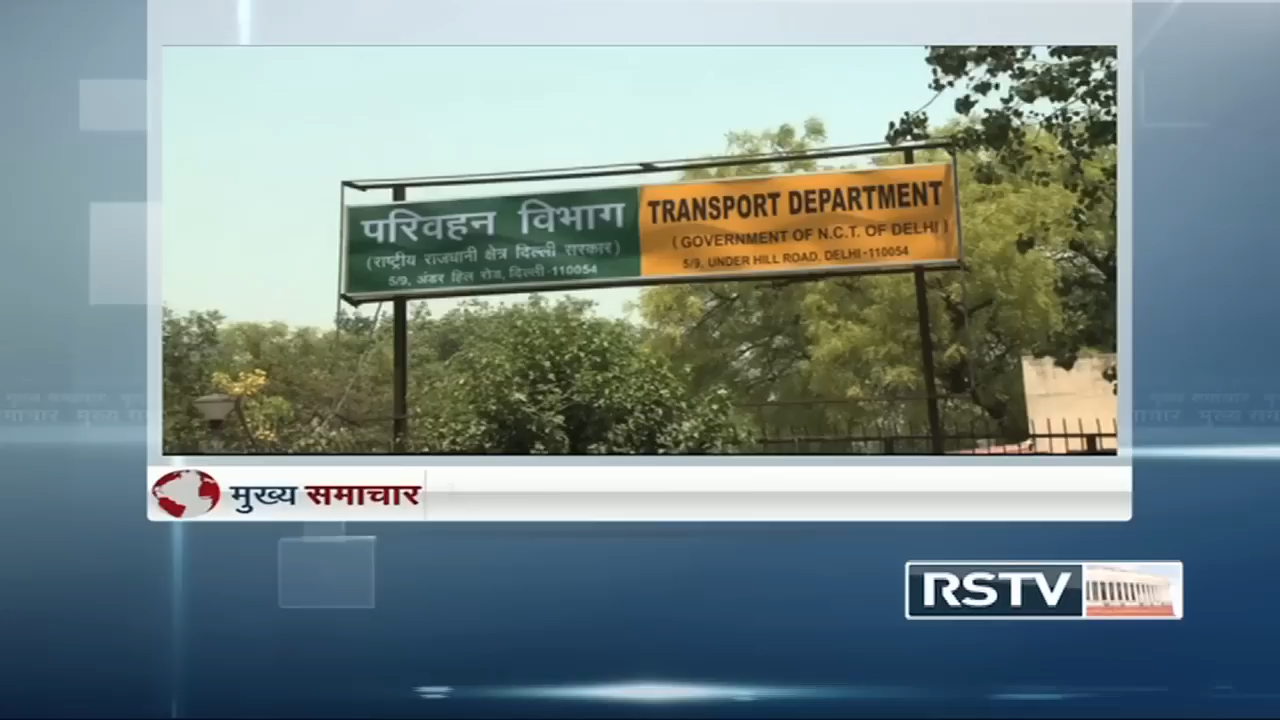 परिवहन विभाग
(राष्ट्रीय राजधानी क्षेत्र दिल्ली सरकार)
5/9, अंडर हिल रोड, दिल्ली-110054
TRANSPORT DEPARTMENT
(GOVERNMENT OF N.C.T. OF DELHI)
5/9, UNDER HILL ROAD, DELHI-110054
मुख्य समाचार
RSTV